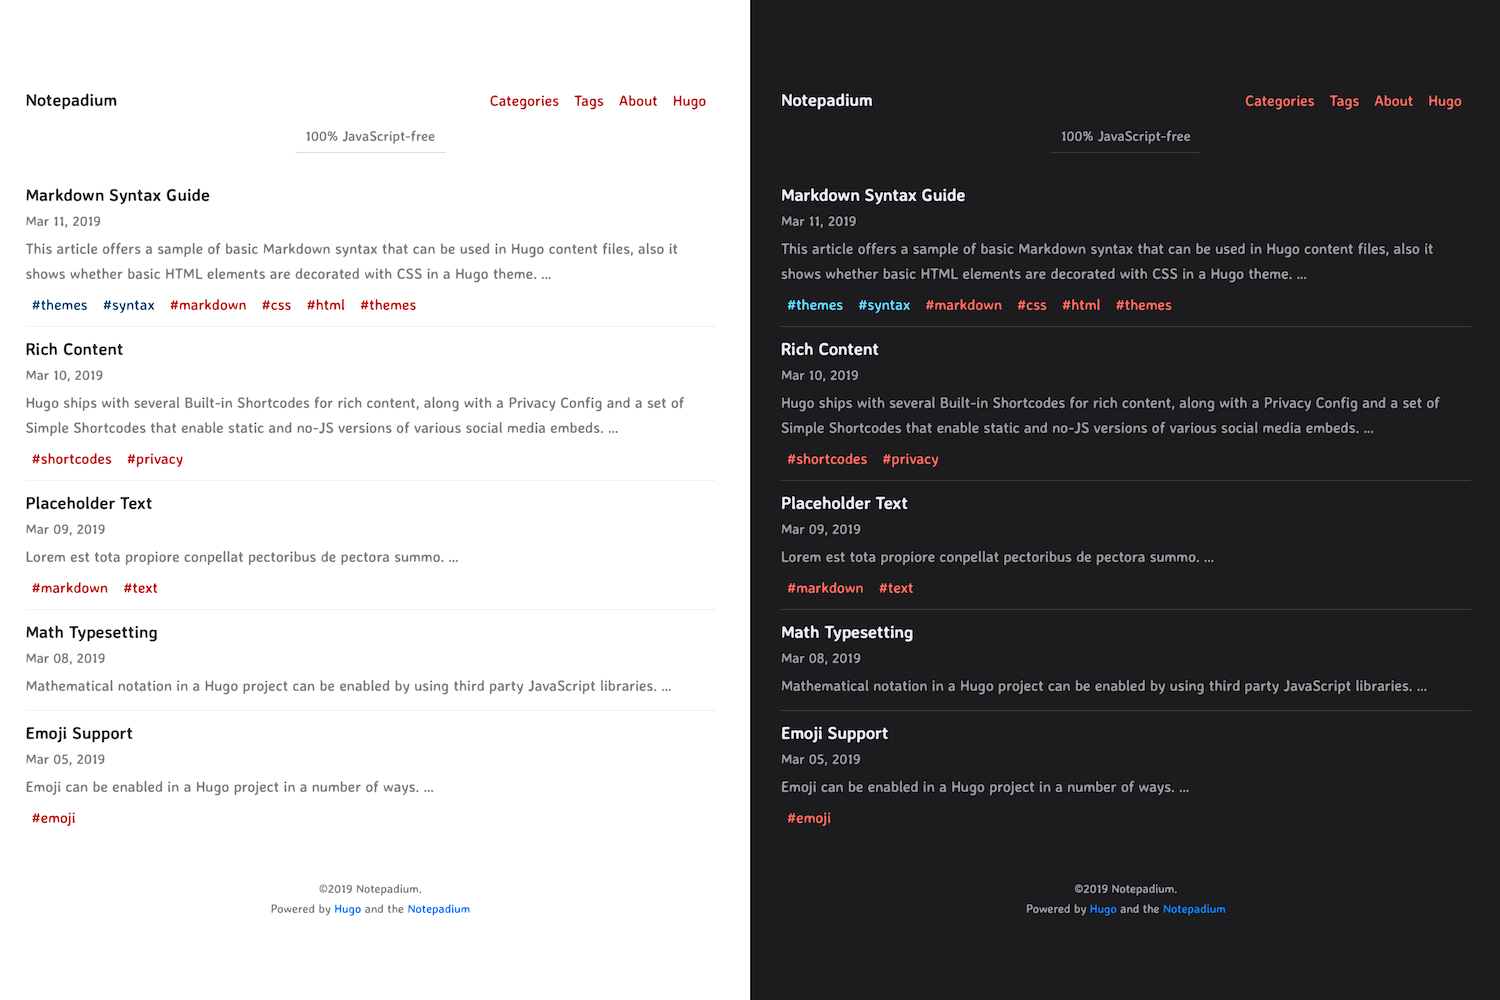 Notepadium
Categories Tags About Hugo
100% JavaScript-free
Markdown Syntax Guide
Mar 11, 2019
This article offers a sample of basic Markdown syntax that can be used in Hugo content files, also it
shows whether basic HTML elements are decorated with CSS in a Hugo theme. ...
#themes #syntax #markdown #css #html #themes
Rich Content
Mar 10, 2019
Hugo ships with several Built-in Shortcodes for rich content, along with a Privacy Config and a set of
Simple Shortcodes that enable static and no-JS versions of various social media embeds. ...
#shortcodes #privacy
Placeholder Text
Mar 09, 2019
Lorem est tota propiore conpellat pectoribus de pectora summo. ...
#markdown #text
Math Typesetting
Mar 08, 2019
Mathematical notation in a Hugo project can be enabled by using third party JavaScript libraries. ...
Emoji Support
Mar 05, 2019
Emoji can be enabled in a Hugo project in a number of ways. ...
#emoji
©2019 Notepadium.
Powered by Hugo and the Notepadium
Notepadium
Categories Tags About Hugo
100% JavaScript-free
Markdown Syntax Guide
Mar 11, 2019
This article offers a sample of basic Markdown syntax that can be used in Hugo content files, also it
shows whether basic HTML elements are decorated with CSS in a Hugo theme. ...
#themes #syntax #markdown #css #html #themes
Rich Content
Mar 10, 2019
Hugo ships with several Built-in Shortcodes for rich content, along with a Privacy Config and a set of
Simple Shortcodes that enable static and no-JS versions of various social media embeds. ...
#shortcodes #privacy
Placeholder Text
Mar 09, 2019
Lorem est tota propiore conpellat pectoribus de pectora summo. ...
#markdown #text
Math Typesetting
Mar 08, 2019
Mathematical notation in a Hugo project can be enabled by using third party JavaScript libraries. ...
Emoji Support
Mar 05, 2019
Emoji can be enabled in a Hugo project in a number of ways. ...
#emoji
©2019 Notepadium.
Powered by Hugo and the Notepadium